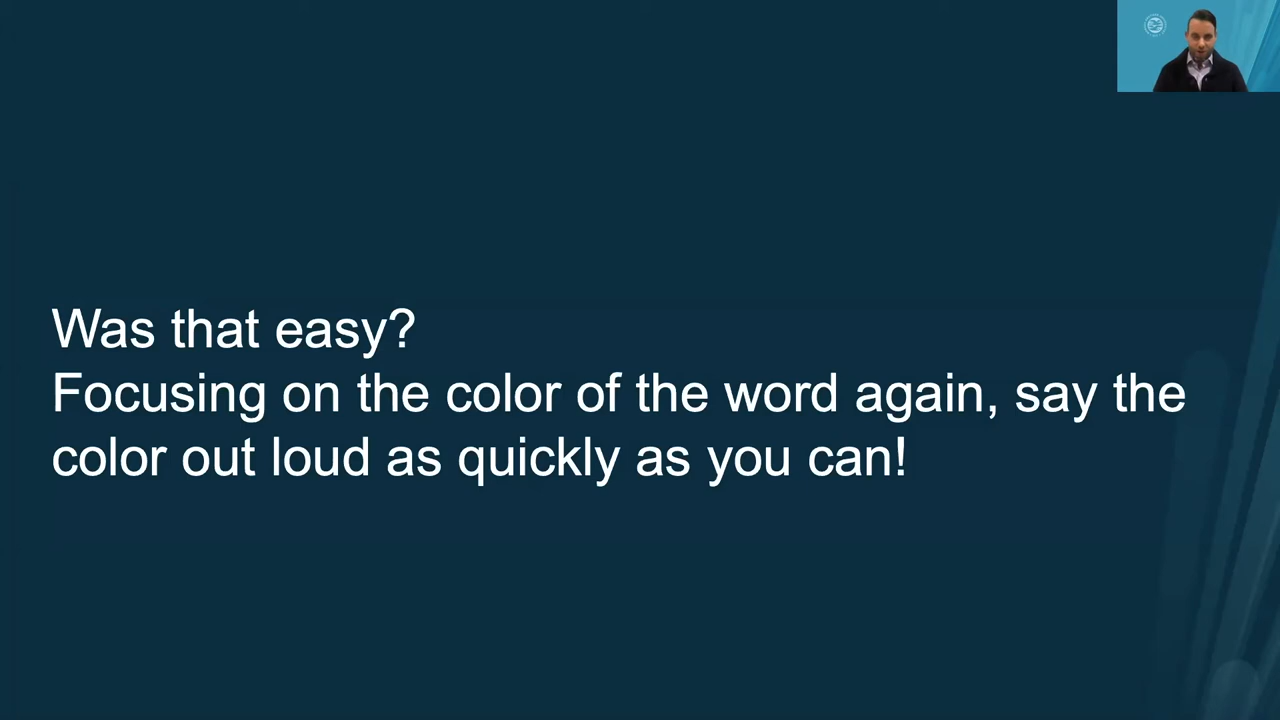 Was that easy?
Focusing on the color of the word again, say the
color out loud as quickly as you can!